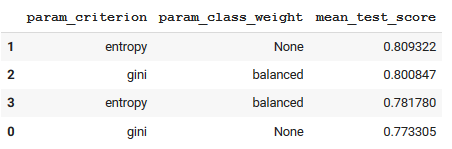 param_criterion param_class_weight mean_test_score
1 entropy None 0.809322
2 gini balanced 0.800847
3 entropy balanced 0.781780
0 gini None 0.773305